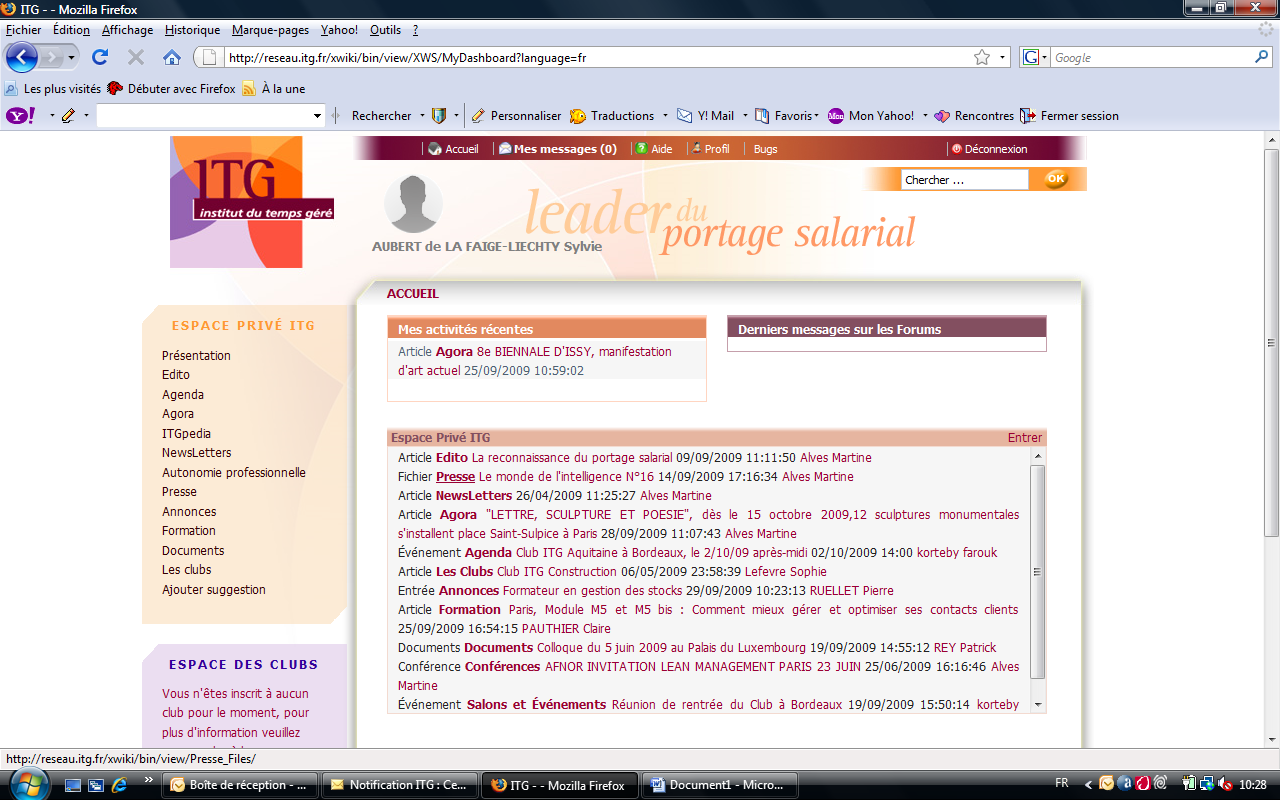 ITG - - Mozilla Firefox
Fichier Édition Affichage Historique Marque-pages Yahoo! Outils ?
http://reseau.itg.fr/xwiki/bin/view/XWS/MyDashboard?language=fr
Google
Les plus visités Débuter avec Firefox À la une
Y! Rechercher Personnaliser Traductions Y! Mail Favoris Mon Mon Yahoo! Rencontres Fermer session
Accueil Mes messages (0) Aide Profil Bugs Déconnexion
ITG
institut du temps géré
Chercher ... OK
leader du
portage salarial
AUBERT de LA FAIGE-LIECHTY Sylvie
ACCUEIL
ESPACE PRIVÉ ITG
Présentation
Edito
Agenda
Agora
ITGpedia
NewsLetters
Autonomie professionnelle
Presse
Annonces
Formation
Documents
Les clubs
Ajouter suggestion
ESPACE DES CLUBS
Vous n'êtes inscrit à aucun
club pour le moment, pour
plus d'information veuillez
Mes activités récentes
Article Agora 8e BIENNALE D'ISSY, manifestation
d'art actuel 25/09/2009 10:59:02
Derniers messages sur les Forums
Espace Privé ITG Entrer
Article Edito La reconnaissance du portage salarial 09/09/2009 11:11:50 Alves Martine
Fichier Presse Le monde de l'intelligence N°16 14/09/2009 17:16:34 Alves Martine
Article NewsLetters 26/04/2009 11:25:27 Alves Martine
Article Agora "LETTRE, SCULPTURE ET POESIE", dès le 15 octobre 2009,12 sculptures monumentales
s'installent place Saint-Sulpice à Paris 28/09/2009 11:07:43 Alves Martine
Événement Agenda Club ITG Aquitaine à Bordeaux, le 2/10/09 après-midi 02/10/2009 14:00 korteby farouk
Article Les Clubs Club ITG Construction 06/05/2009 23:58:39 Lefevre Sophie
Entrée Annonces Formateur en gestion des stocks 29/09/2009 10:23:13 RUELLET Pierre
Article Formation Paris, Module M5 et M5 bis : Comment mieux gérer et optimiser ses contacts clients
25/09/2009 16:54:15 PAUTHIER Claire
Documents Documents Colloque du 5 juin 2009 au Palais du Luxembourg 19/09/2009 14:55:12 REY Patrick
Conférence Conférences AFNOR INVITATION LEAN MANAGEMENT PARIS 23 JUIN 25/06/2009 16:16:46 Alves
Martine
Événement Salons et Événements Réunion de rentrée du Club à Bordeaux 19/09/2009 15:50:14 korteby
http://reseau.itg.fr/xwiki/bin/view/Presse_Files/
Boîte de réception - ... Notification ITG : Ce... ITG - - Mozilla Firefox Document1 - Micro... FR 10:28